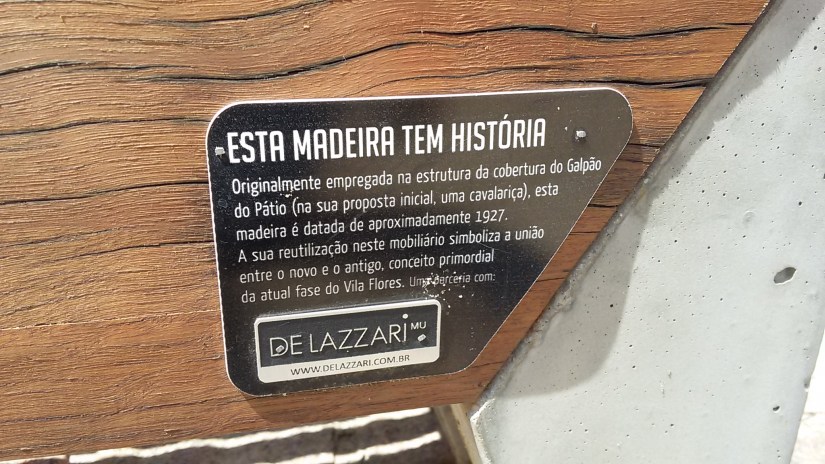 ESTA MADEIRA TEM HISTÓRIA
Originalmente empregada na estrutura da cobertura do Galpão
do Pátio (na sua proposta inicial, uma cavalariça), esta
madeira é datada de aproximadamente 1927.
A sua reutilização neste mobiliário simboliza a união
entre o novo e o antigo, conceito primordial
da atual fase do Vila Flores. Uma parceria com:
DE LAZZARI MU
WWW.DELAZZARI.COM.BR